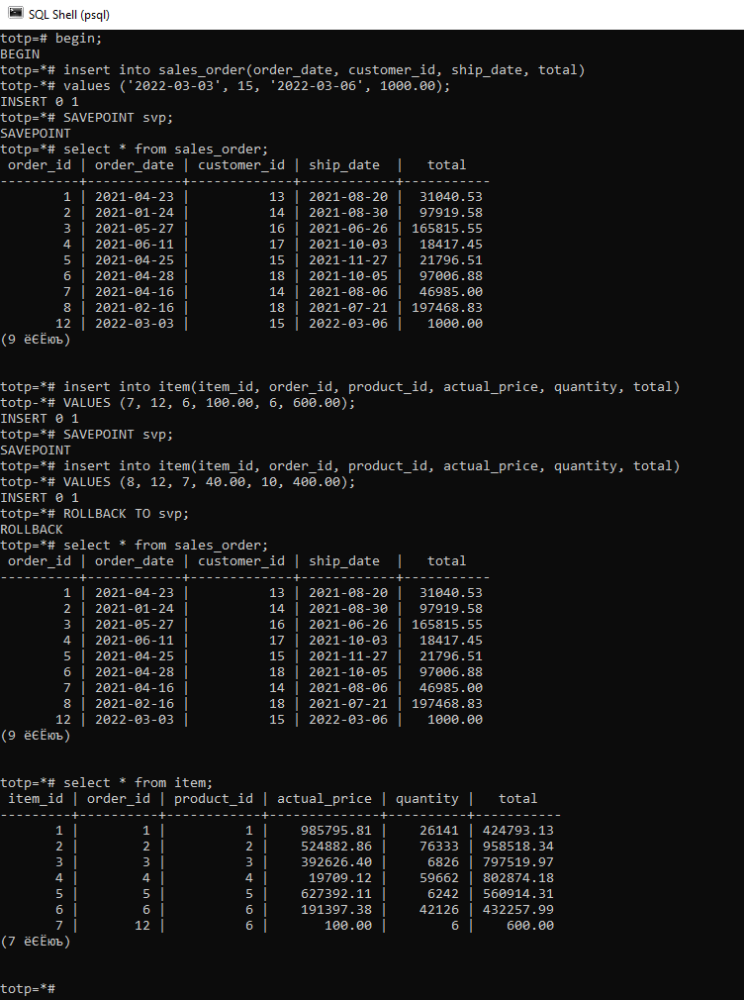 SQL Shell (psql)
totp=# begin;
BEGIN
totp=*# insert into sales_order(order_date, customer_id, ship_date, total)
totp-*# values ('2022-03-03', 15, '2022-03-06', 1000.00);
INSERT 0 1
totp=*# SAVEPOINT svp;
SAVEPOINT
totp=*# select * from sales_order;
 order_id | order_date | customer_id | ship_date  |   total
----------+------------+-------------+------------+-----------
        1 | 2021-04-23 |          13 | 2021-08-20 |  31040.53
        2 | 2021-01-24 |          14 | 2021-08-30 |  97919.58
        3 | 2021-05-27 |          16 | 2021-06-26 | 165815.55
        4 | 2021-06-11 |          17 | 2021-10-03 |  18417.45
        5 | 2021-04-25 |          15 | 2021-11-27 |  21796.51
        6 | 2021-04-28 |          18 | 2021-10-05 |  97006.88
        7 | 2021-04-16 |          14 | 2021-08-06 |  46985.00
        8 | 2021-02-16 |          18 | 2021-07-21 | 197468.83
       12 | 2022-03-03 |          15 | 2022-03-06 |   1000.00
(9 ёЄЁюъ)
totp=*# insert into item(item_id, order_id, product_id, actual_price, quantity, total)
totp-*# VALUES (7, 12, 6, 100.00, 6, 600.00);
INSERT 0 1
totp=*# SAVEPOINT svp;
SAVEPOINT
totp=*# insert into item(item_id, order_id, product_id, actual_price, quantity, total)
totp-*# VALUES (8, 12, 7, 40.00, 10, 400.00);
INSERT 0 1
totp=*# ROLLBACK TO svp;
ROLLBACK
totp=*# select * from sales_order;
 order_id | order_date | customer_id | ship_date  |   total
----------+------------+-------------+------------+-----------
        1 | 2021-04-23 |          13 | 2021-08-20 |  31040.53
        2 | 2021-01-24 |          14 | 2021-08-30 |  97919.58
        3 | 2021-05-27 |          16 | 2021-06-26 | 165815.55
        4 | 2021-06-11 |          17 | 2021-10-03 |  18417.45
        5 | 2021-04-25 |          15 | 2021-11-27 |  21796.51
        6 | 2021-04-28 |          18 | 2021-10-05 |  97006.88
        7 | 2021-04-16 |          14 | 2021-08-06 |  46985.00
        8 | 2021-02-16 |          18 | 2021-07-21 | 197468.83
       12 | 2022-03-03 |          15 | 2022-03-06 |   1000.00
(9 ёЄЁюъ)
totp=*# select * from item;
 item_id | order_id | product_id | actual_price | quantity |   total
---------+----------+------------+--------------+----------+-----------
       1 |        1 |          1 |    985795.81 |    26141 | 424793.13
       2 |        2 |          2 |    524882.86 |    76333 | 958518.34
       3 |        3 |          3 |    392626.40 |     6826 | 797519.97
       4 |        4 |          4 |     19709.12 |    59662 | 802874.18
       5 |        5 |          5 |    627392.11 |     6242 | 560914.31
       6 |        6 |          6 |    191397.38 |    42126 | 432257.99
       7 |       12 |          6 |       100.00 |        6 |    600.00
(7 ёЄЁюъ)
totp=*#